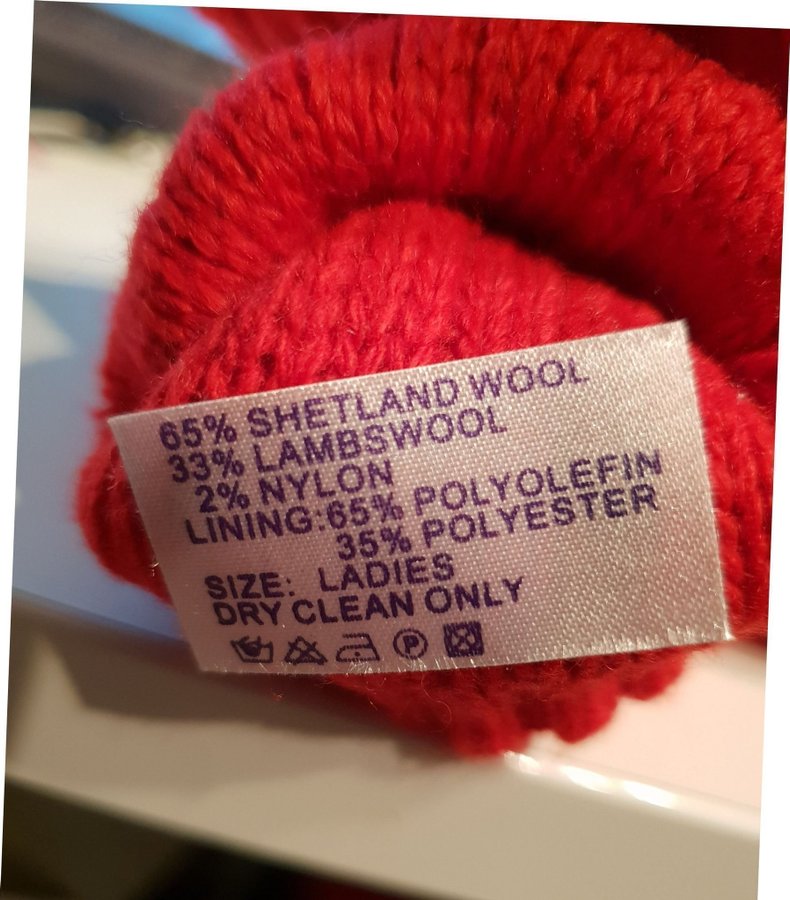 65% SHETLAND WOOL
33% LAMBSWOOL
2% NYLON
LINING:65% POLYOLEFIN
35% POLYESTER
SIZE: LADIES
DRY CLEAN ONLY
P